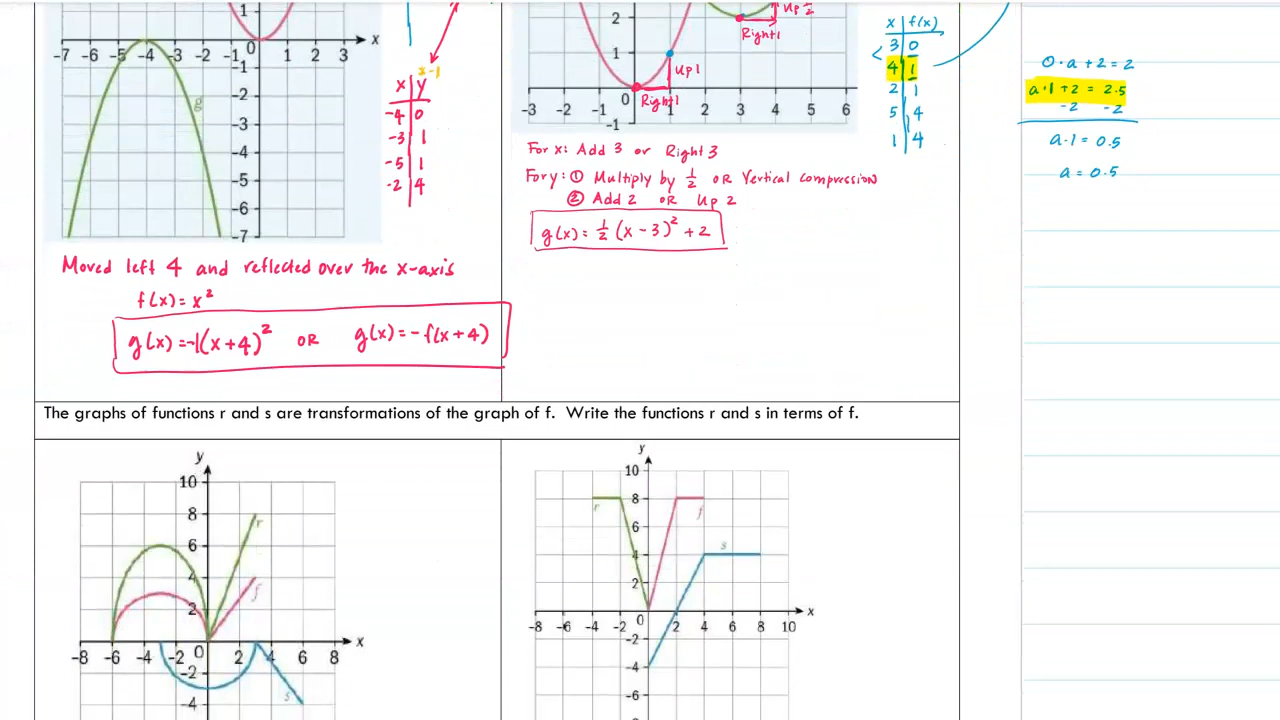 1
-7 -6 -5 -4 -3 -2 -1 0 1 2 3 x
-1
-2
-3
-4
-5
-6
-7
g
x-1
x y
-4 0
-3 1
-5 1
-2 4
Moved left 4 and reflected over the x-axis
f(x)=x²
g(x)=-1(x+4)² OR g(x)=-f(x+4)
2
1
-3 -2 -1 0 1 2 3 4 5 6
-1
Up 1
Right 1
Up ½
Right 1
x f(x)
3 0
4 1
2 1
5 4
1 4
For x: Add 3 or Right 3
For y: ① Multiply by ½ OR Vertical compression
② Add 2 OR Up 2
g(x)= ½ (x-3)² +2
0·a+2=2
a·1+2 = 2.5
-2 -2
a·1=0.5
a=0.5
The graphs of functions r and s are transformations of the graph of f. Write the functions r and s in terms of f.
y
10
8
6
4
2
-8 -6 -4 -2 0 2 4 6 8 x
-2
-4
r
f
s
y
10
8
6
4
2
-8 -6 -4 -2 0 2 4 6 8 10 x
-2
-4
-6
r
f
s